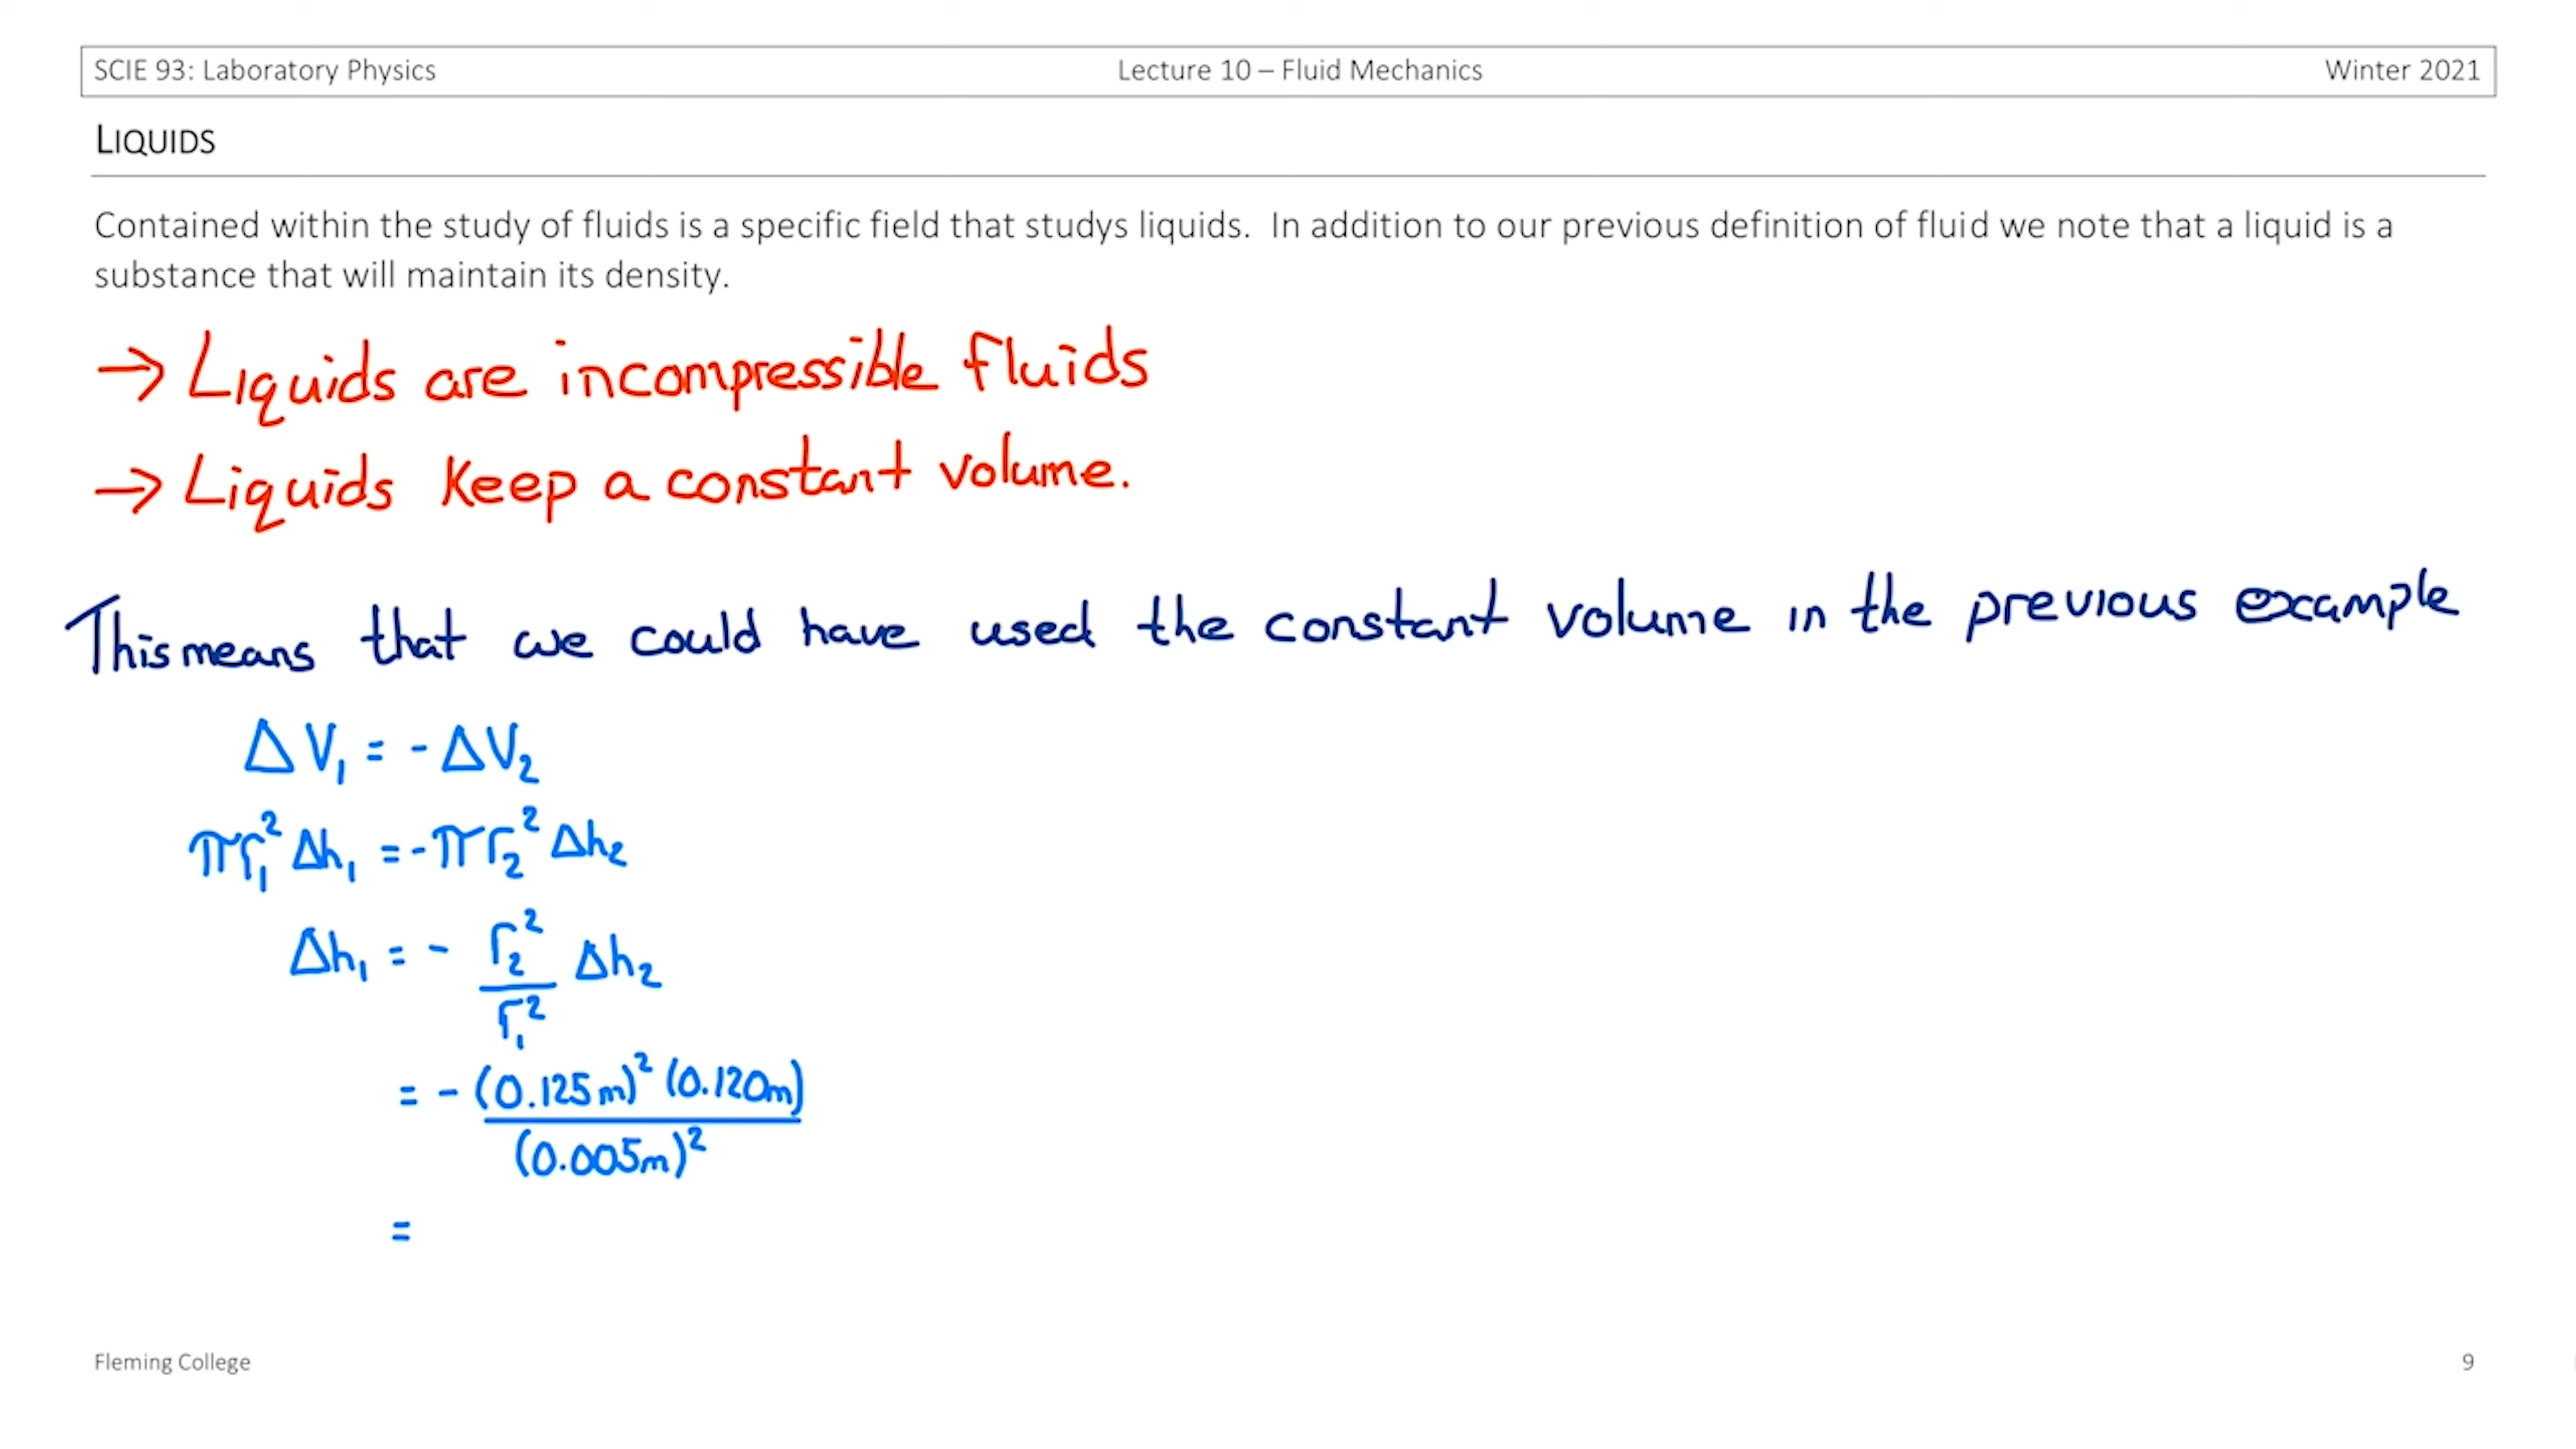 SCIE 93: Laboratory Physics Lecture 10 – Fluid Mechanics Winter 2021
LIQUIDS
Contained within the study of fluids is a specific field that studys liquids. In addition to our previous definition of fluid we note that a liquid is a
substance that will maintain its density.
→ Liquids are incompressible fluids
→ Liquids keep a constant volume.
This means that we could have used the constant volume in the previous example
ΔV₁ = -ΔV₂
πr₁² Δh₁ = -πr₂² Δh₂
Δh₁ = - r₂²/r₁² Δh₂
= - (0.125m)² (0.120m)
(0.005m)²
=
Fleming College 9